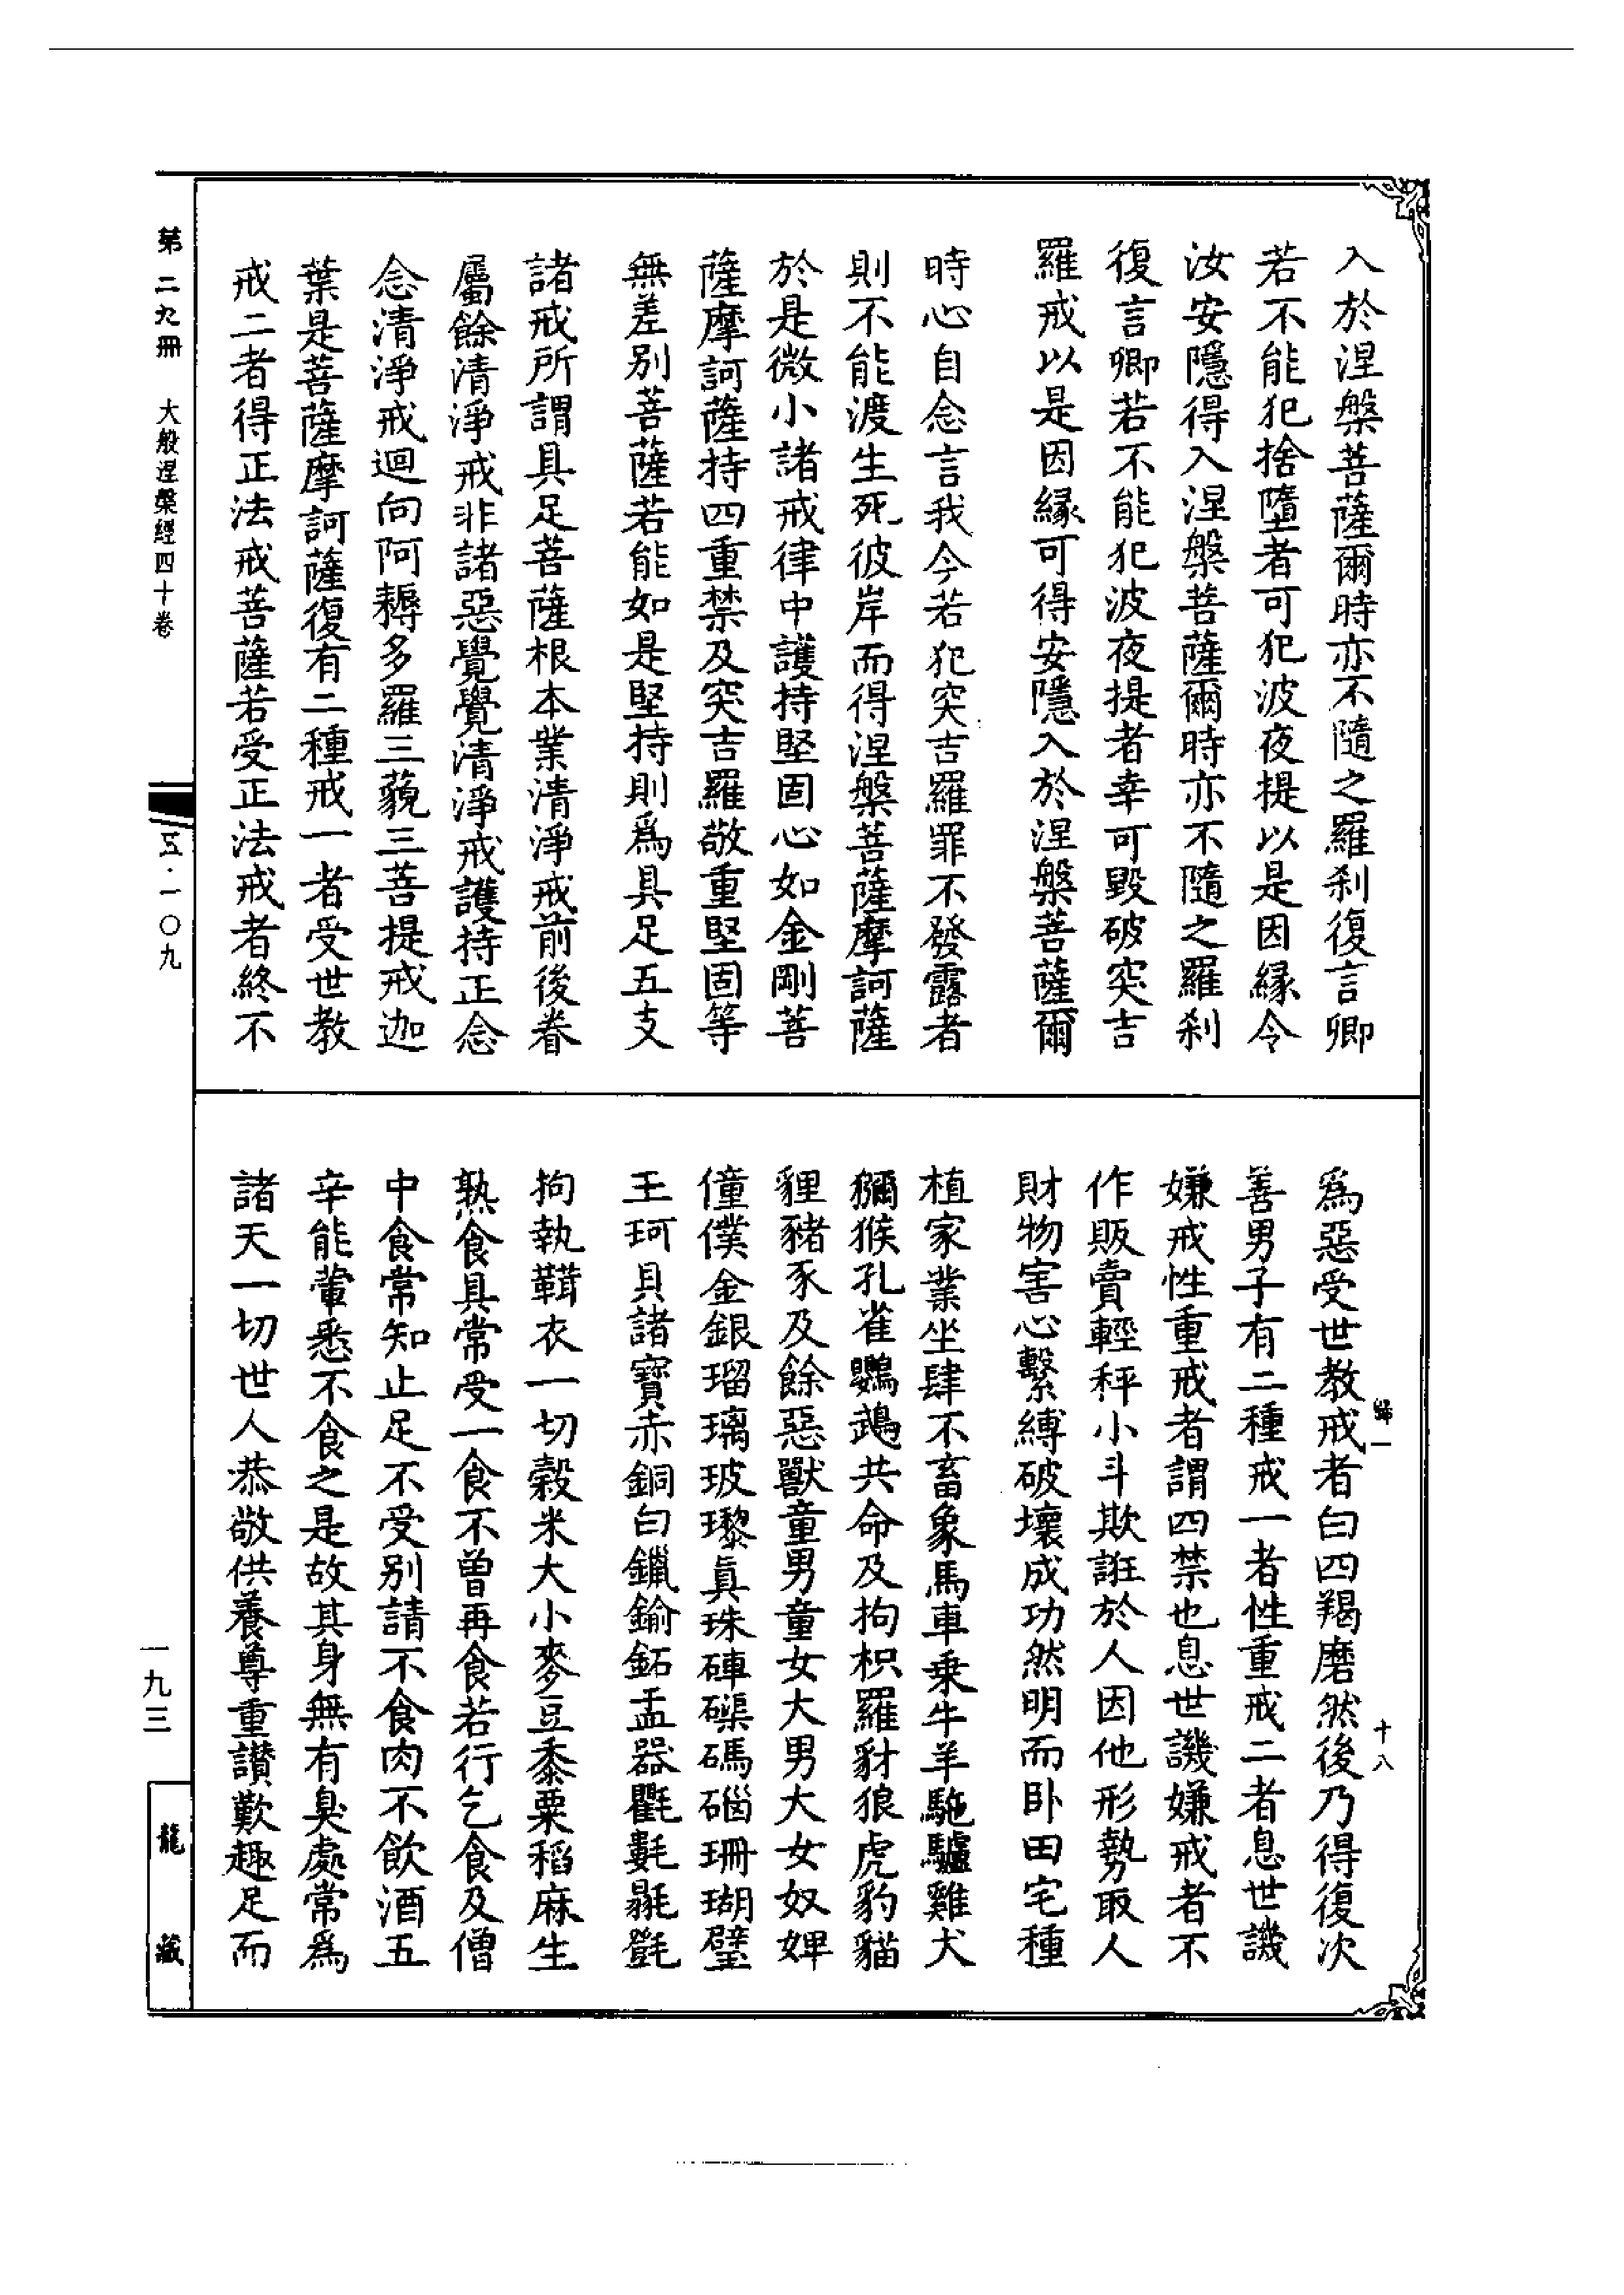 入於涅槃菩薩爾時亦不隨之羅刹復言卿
若不能犯捨墮者可犯波夜提以是因緣令
汝安隱得入涅槃菩薩爾時亦不隨之羅刹
復言卿若不能犯波夜提者幸可毀破突吉
羅戒以是因緣可得安隱入於涅槃菩薩爾
時心自念言我今若犯突吉羅罪不發露者
則不能渡生死彼岸而得涅槃菩薩摩訶薩
於是微小諸戒律中護持堅固心如金剛菩
薩摩訶薩持四重禁及突吉羅敬重堅固等
無差別菩薩若能如是堅持則爲具足五支
諸戒所謂具足菩薩根本業清淨戒前後眷
屬餘清淨戒非諸惡覺覺清淨戒護持正念
念清淨戒迴向阿耨多羅三藐三菩提戒迦
葉是菩薩摩訶薩復有二種戒一者受世教
戒二者得正法戒菩薩若受正法戒者終不
爲惡受世教戒者白四羯磨然後乃得復次
善男子有二種戒一者性重戒二者息世譏
嫌戒性重戒者謂四禁也息世譏嫌戒者不
作販賣輕秤小斗欺誑於人因他形勢取人
財物害心繫縛破壞成功然明而卧田宅種
植家業坐肆不畜象馬車乗牛羊駞驢雞犬
獼猴孔雀鸚鵡共命及拘枳羅豺狼虎豹貓
貍豬豕及餘惡獸童男童女大男大女奴婢
僮僕金銀瑠璃玻瓈眞珠硨磲碼碯珊瑚璧
玉珂貝諸寶赤銅白鑞鍮鉐盂器氍毹毾㲪
拘執㲲衣一切穀米大小麥豆黍粟稻麻生
熟食具常受一食不曾再食若行乞食及僧
中食常知止足不受別請不食肉不飲酒五
辛能葷悉不食之是故其身無有臭處常爲
諸天一切世人恭敬供養尊重讃歎趣足而
歸一
十八
第二九冊 大般涅槃經四十卷
五·一〇九
一九三
龍藏